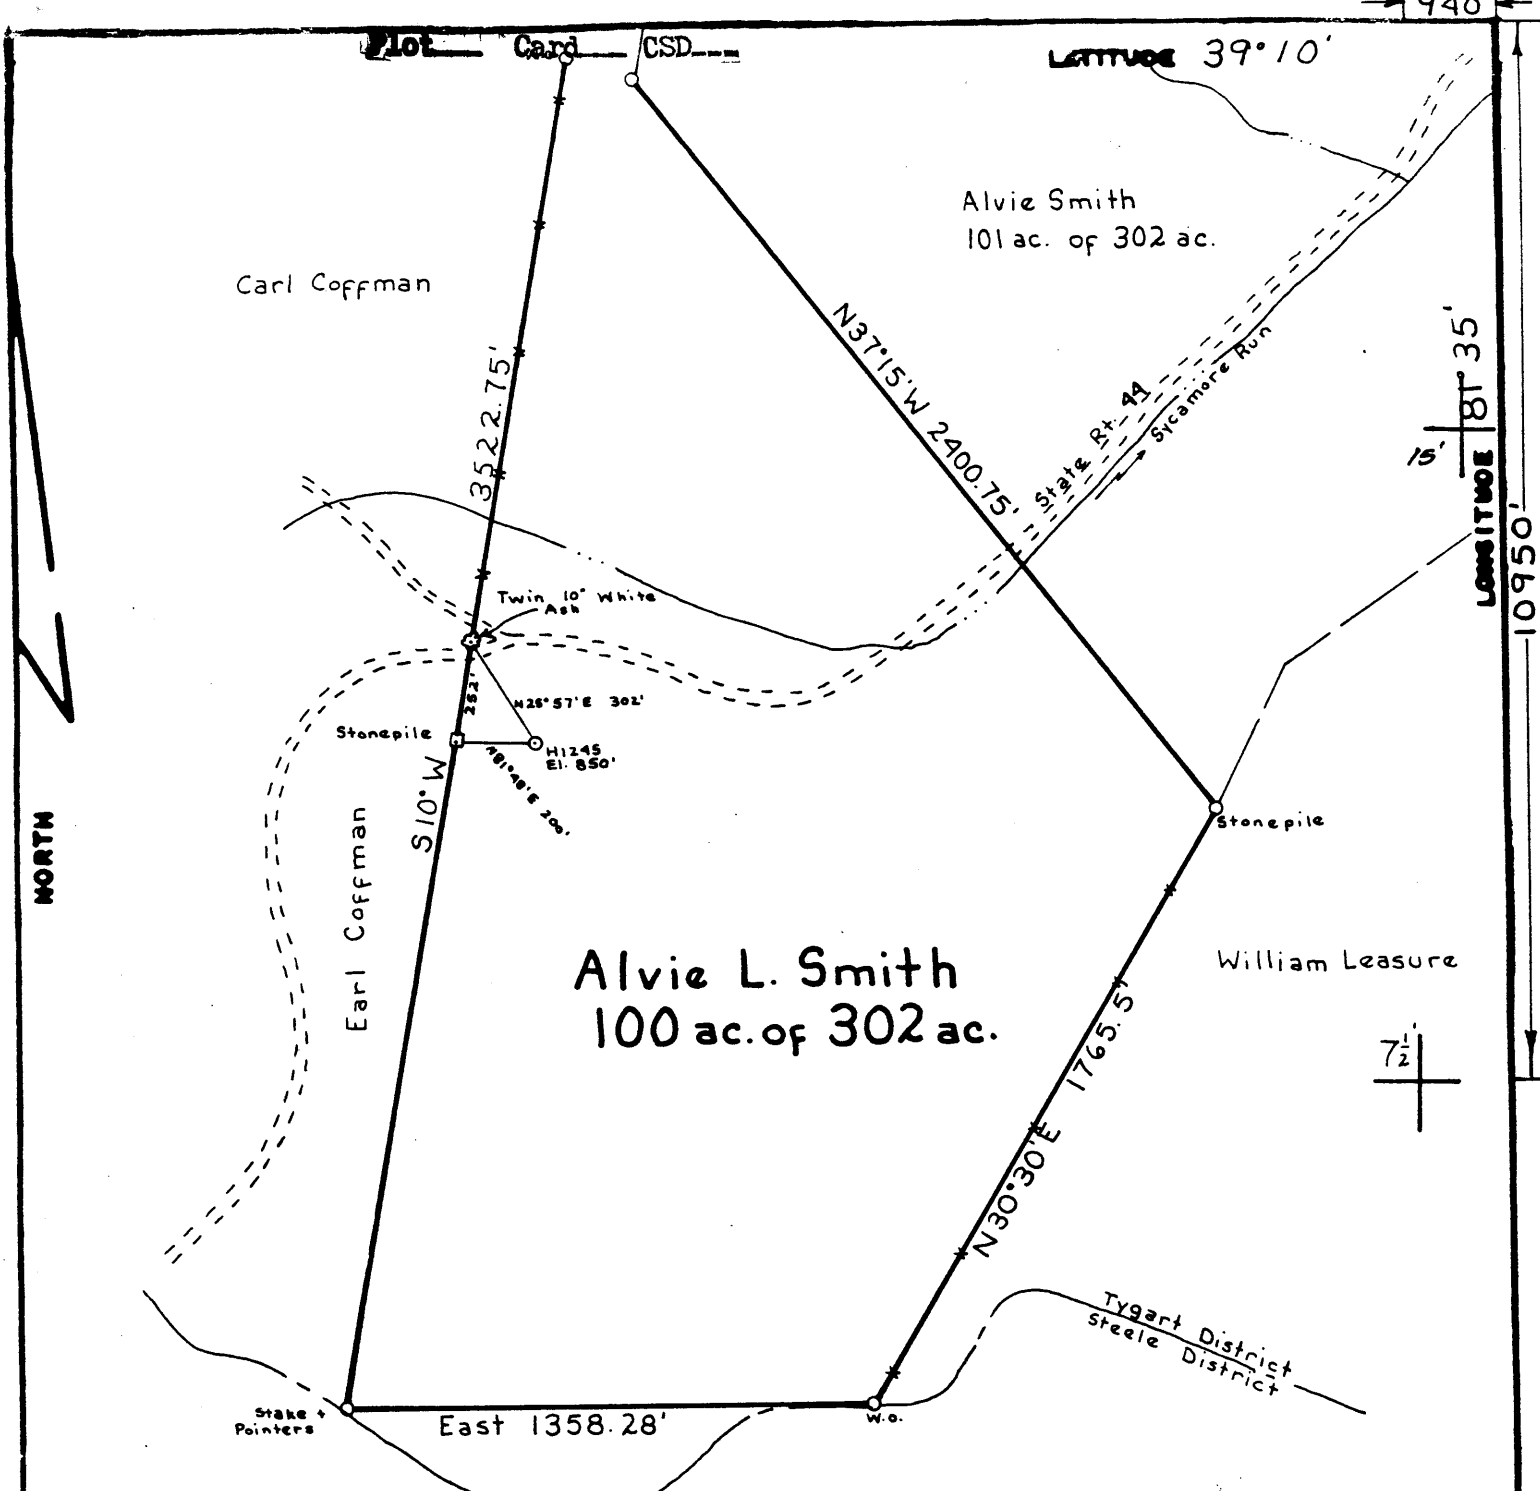 940
Plot___ Card___ CSD___
LATITUDE 39°10'
Alvie Smith
101 ac. of 302 ac.
Carl Coffman
N37°15'W 2400.75'
3522.75'
State Rt. 44
Sycamore Run
81° 35'
15'
LONGITUDE
10950'
Twin 10" White
Ash
252'
N25°57'E 302'
Stonepile
H1245
El. 850'
N81°48'E 200'
S10°W
Stonepile
NORTH
Earl Coffman
Alvie L. Smith
100 ac. of 302 ac.
William Leasure
1765.5'
7½'
N30°30'E
Tygart District
Steele District
Stake +
Pointers
East 1358.28'
W.O.